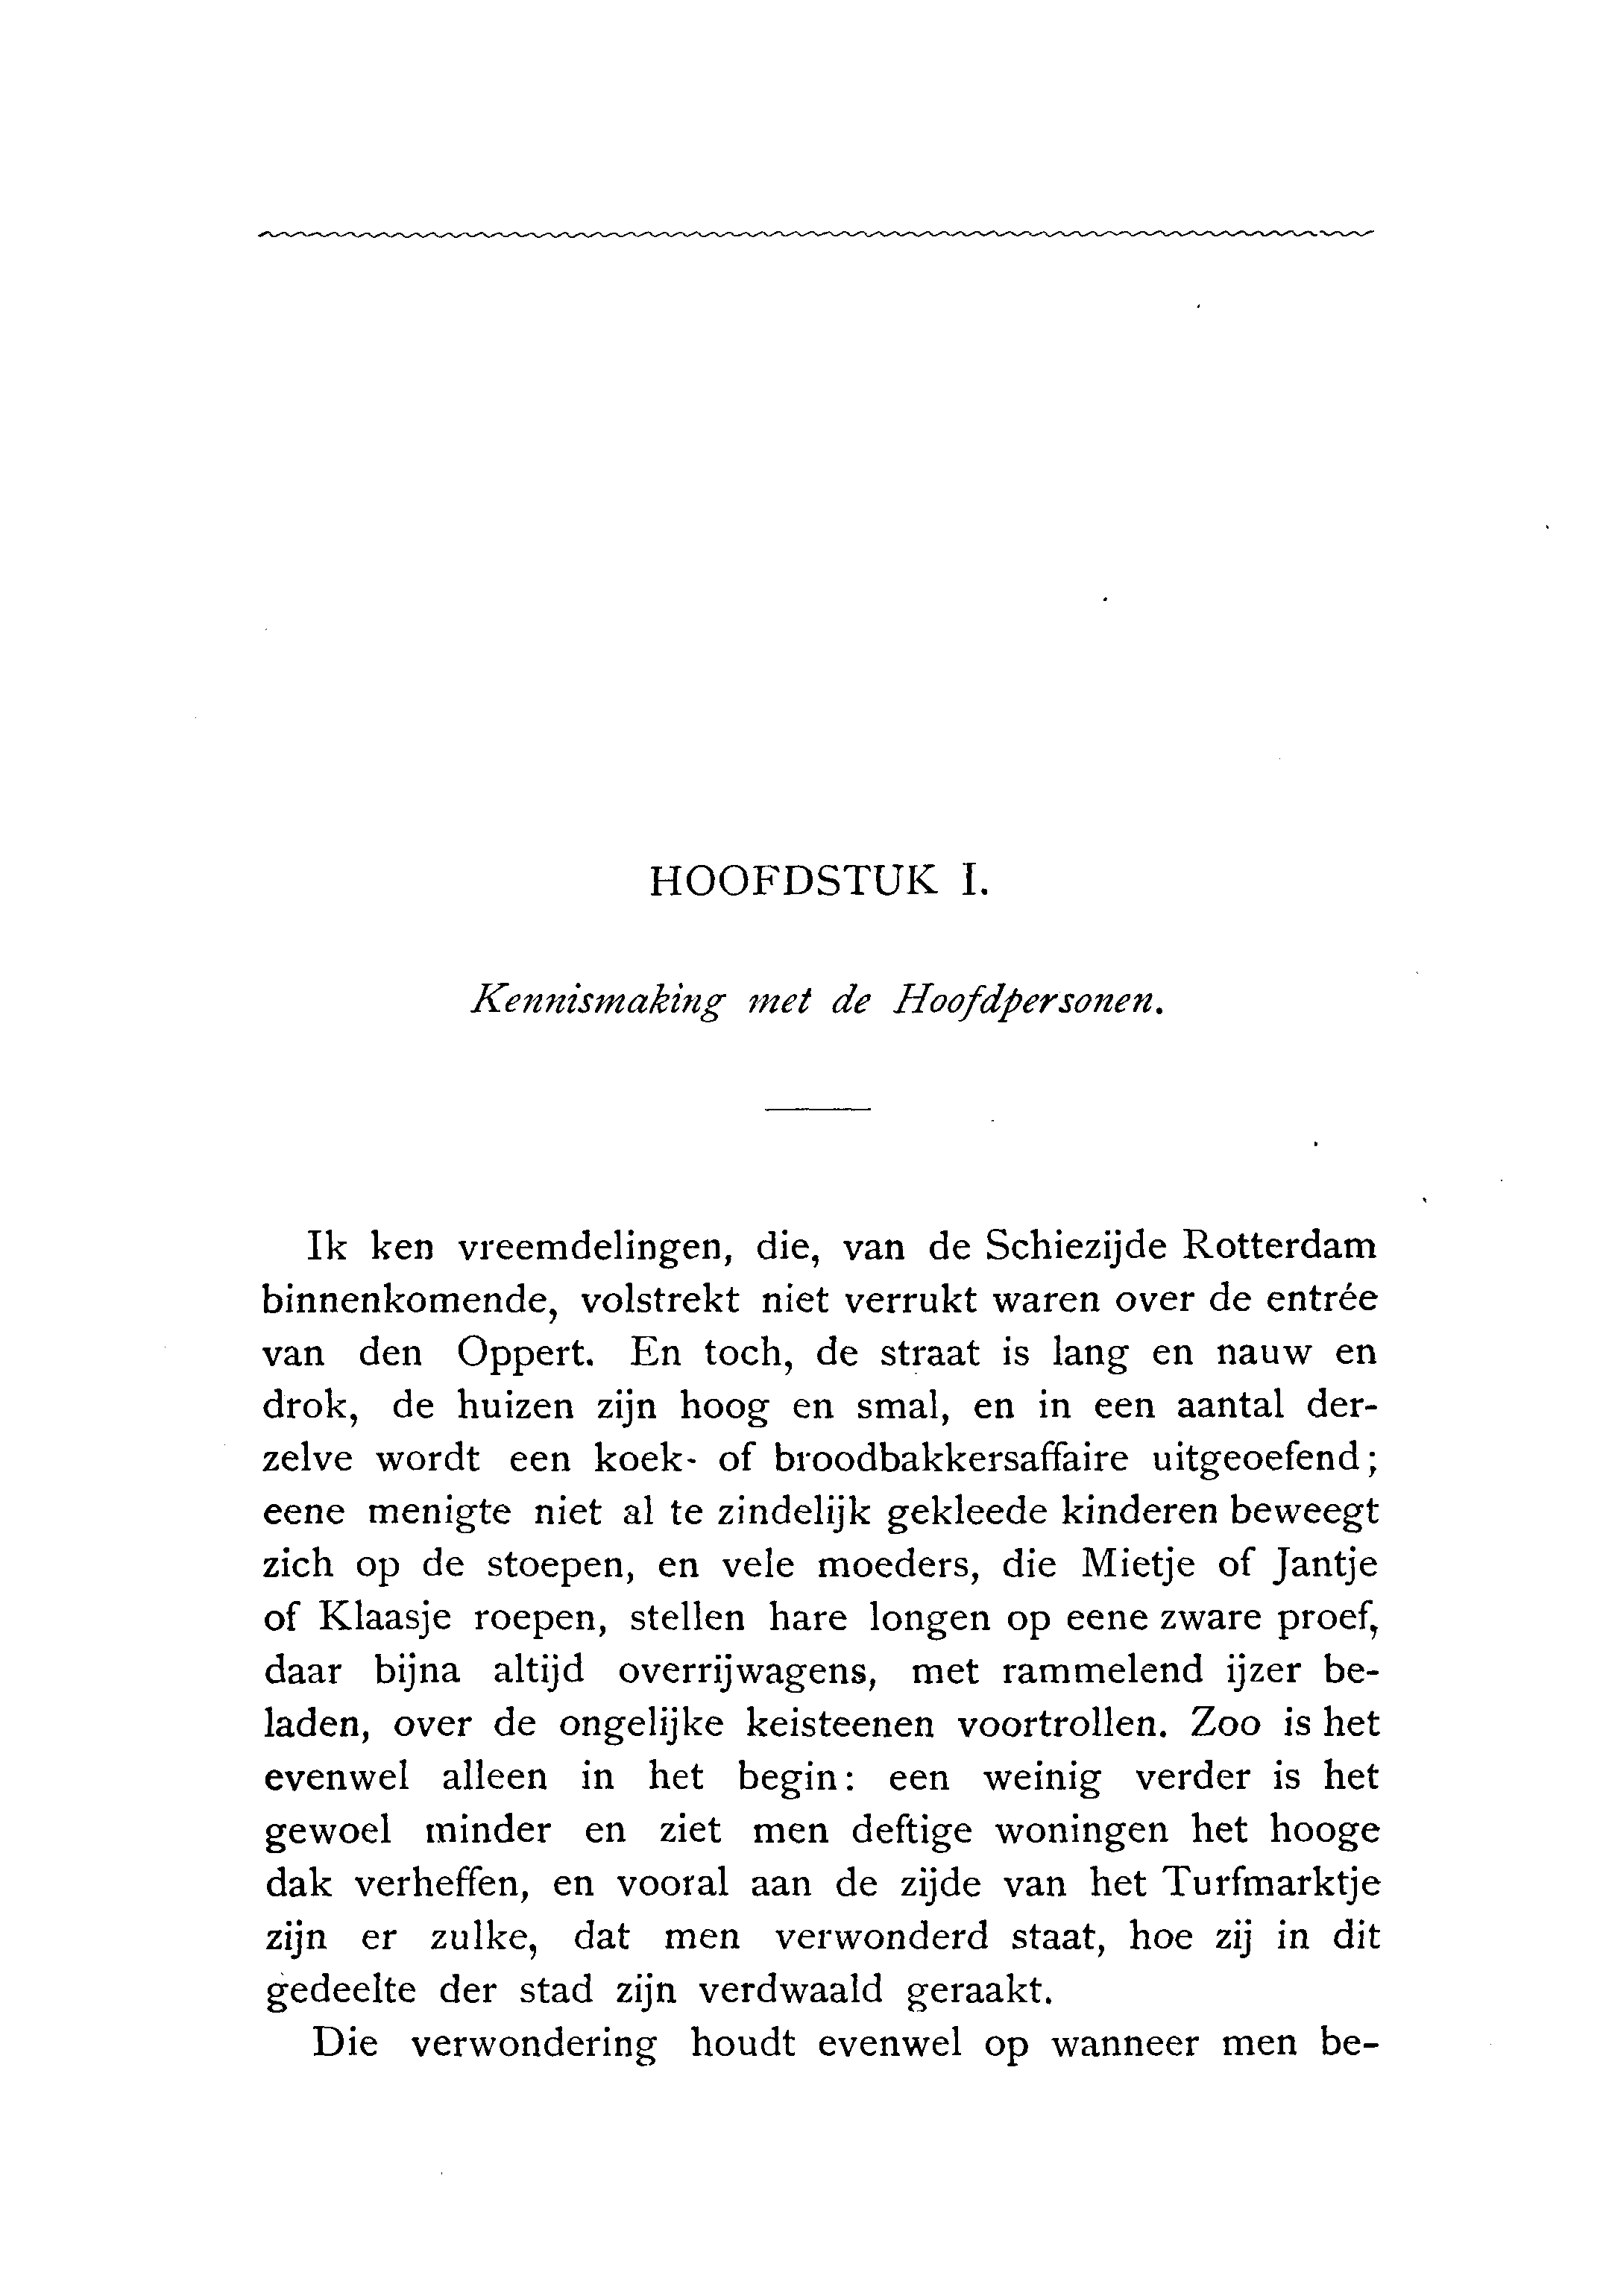 HOOFDSTUK I.
Kennismaking met de Hoofdpersonen.
Ik ken vreemdelingen, die, van de Schiezijde Rotterdam
binnenkomende, volstrekt niet verrukt waren over de entrée
van den Oppert. En toch, de straat is lang en nauw en
drok, de huizen zijn hoog en smal, en in een aantal der-
zelve wordt een koek- of broodbakkersaffaire uitgeoefend;
eene menigte niet al te zindelijk gekleede kinderen beweegt
zich op de stoepen, en vele moeders, die Mietje of Jantje
of Klaasje roepen, stellen hare longen op eene zware proef,
daar bijna altijd overrijwagens, met rammelend ijzer be-
laden, over de ongelijke keisteenen voortrollen. Zoo is het
evenwel alleen in het begin: een weinig verder is het
gewoel minder en ziet men deftige woningen het hooge
dak verheffen, en vooral aan de zijde van het Turfmarktje
zijn er zulke, dat men verwonderd staat, hoe zij in dit
gedeelte der stad zijn verdwaald geraakt.
Die verwondering houdt evenwel op wanneer men be-